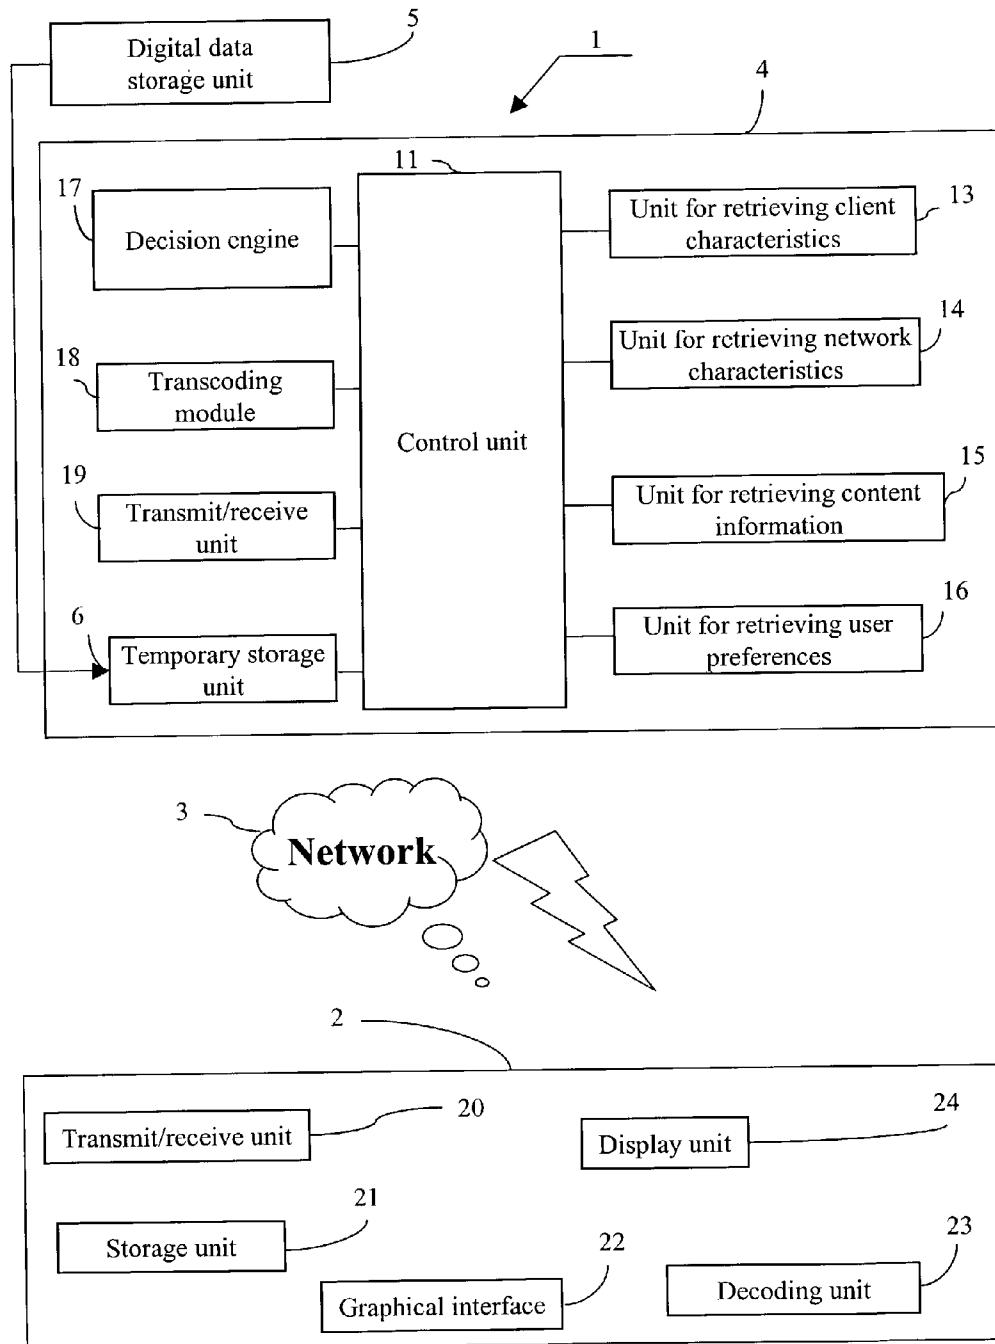 5
Digital data
storage unit
1
4
11
17
Decision engine
Unit for retrieving client
characteristics
13
14
Unit for retrieving network
characteristics
18
Transcoding
module
Control unit
15
19
Transmit/receive
unit
Unit for retrieving content
information
16
6
Temporary storage
unit
Unit for retrieving user
preferences
3
Network
2
20
Transmit/receive unit
24
Display unit
21
Storage unit
22
Graphical interface
23
Decoding unit